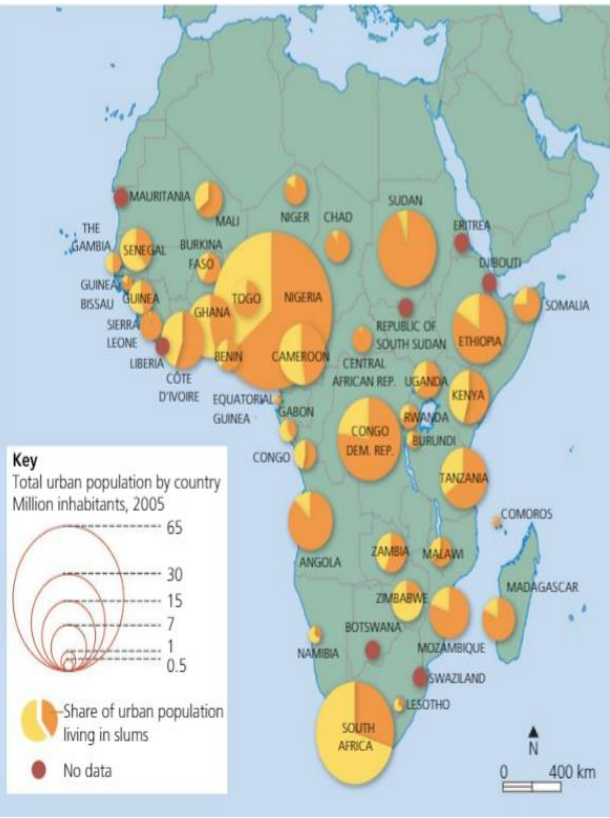 MAURITANIA
MALI
NIGER
CHAD
SUDAN
ERITREA
THE
GAMBIA
SENEGAL
BURKINA
FASO
DJIBOUTI
GUINEA
BISSAU
GUINEA
TOGO
NIGERIA
SOMALIA
GHANA
SIERRA
LEONE
REPUBLIC OF
SOUTH SUDAN
ETHIOPIA
LIBERIA
BENIN
CAMEROON
CENTRAL
AFRICAN REP.
CÔTE
D'IVOIRE
EQUATORIAL
GUINEA
UGANDA
KENYA
GABON
RWANDA
CONGO
DEM. REP.
BURUNDI
CONGO
TANZANIA
COMOROS
ANGOLA
ZAMBIA
MALAWI
MADAGASCAR
ZIMBABWE
BOTSWANA
MOZAMBIQUE
NAMIBIA
SWAZILAND
LESOTHO
SOUTH
AFRICA
Key
Total urban population by country
Million inhabitants, 2005
65
30
15
7
1
0.5
Share of urban population
living in slums
No data
N
0 400 km